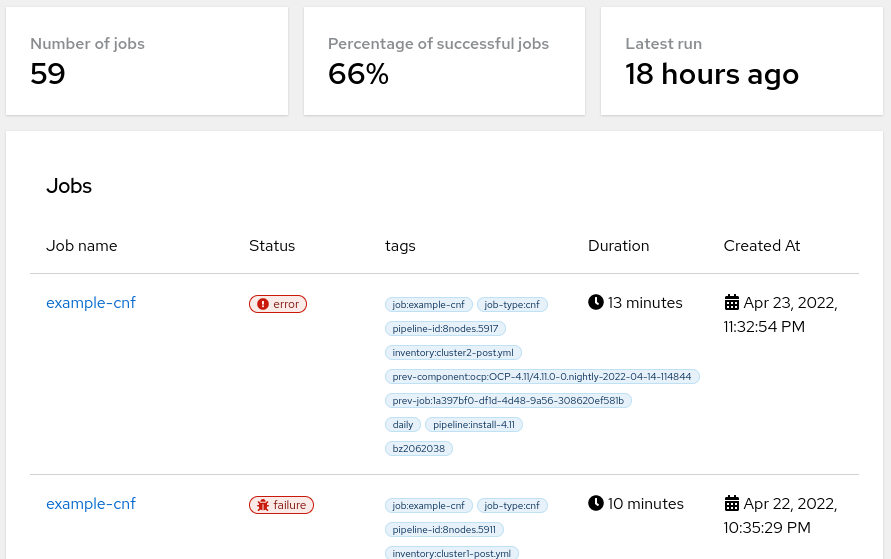 Number of jobs
59
Percentage of successful jobs
66%
Latest run
18 hours ago
Jobs
Job name Status tags Duration Created At
example-cnf error job:example-cnf job-type:cnf 13 minutes Apr 23, 2022,
pipeline-id:8nodes.5917 11:32:54 PM
inventory:cluster2-post.yml
prev-component:ocp:OCP-4.11/4.11.0-0.nightly-2022-04-14-114844
prev-job:1a397bf0-df1d-4d48-9a56-308620ef581b
daily pipeline:install-4.11
bz2062038
example-cnf failure job:example-cnf job-type:cnf 10 minutes Apr 22, 2022,
pipeline-id:8nodes.5911 10:35:29 PM
inventory:cluster1-post.yml